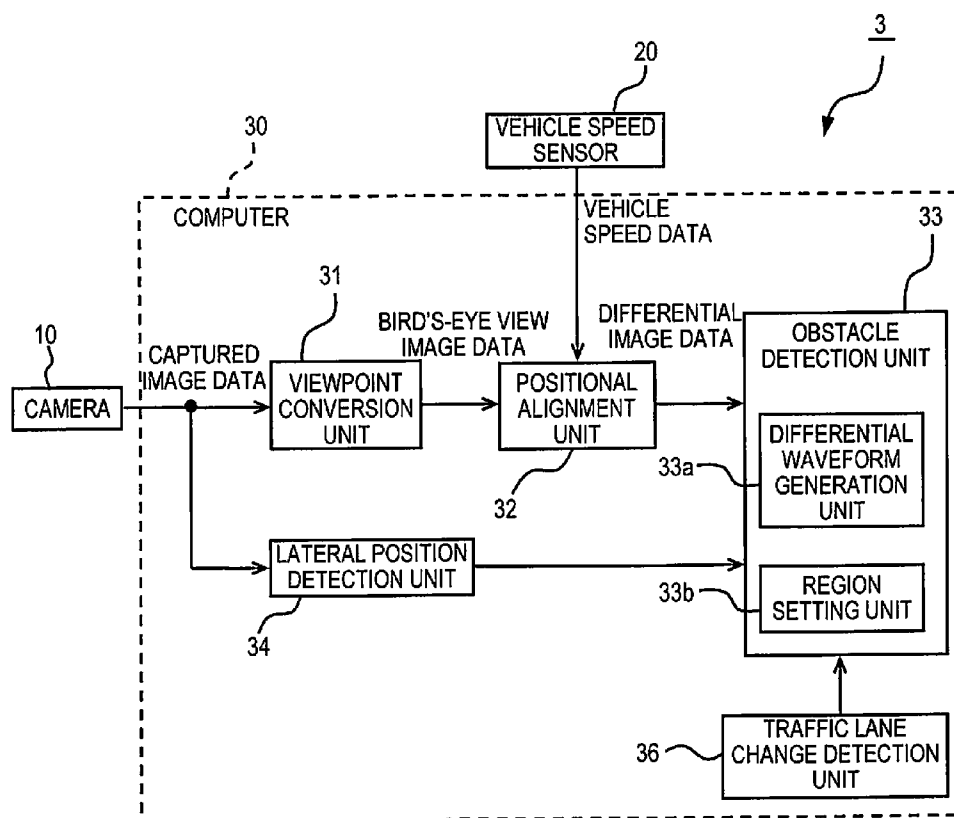 3
20
VEHICLE SPEED
SENSOR
30
COMPUTER
VEHICLE
SPEED DATA
33
31
BIRD'S-EYE VIEW
IMAGE DATA
DIFFERENTIAL
IMAGE DATA
OBSTACLE
DETECTION UNIT
10
CAPTURED
IMAGE DATA
CAMERA
VIEWPOINT
CONVERSION
UNIT
POSITIONAL
ALIGNMENT
UNIT
32
33a
DIFFERENTIAL
WAVEFORM
GENERATION
UNIT
LATERAL POSITION
DETECTION UNIT
34
33b
REGION
SETTING UNIT
36
TRAFFIC LANE
CHANGE DETECTION
UNIT